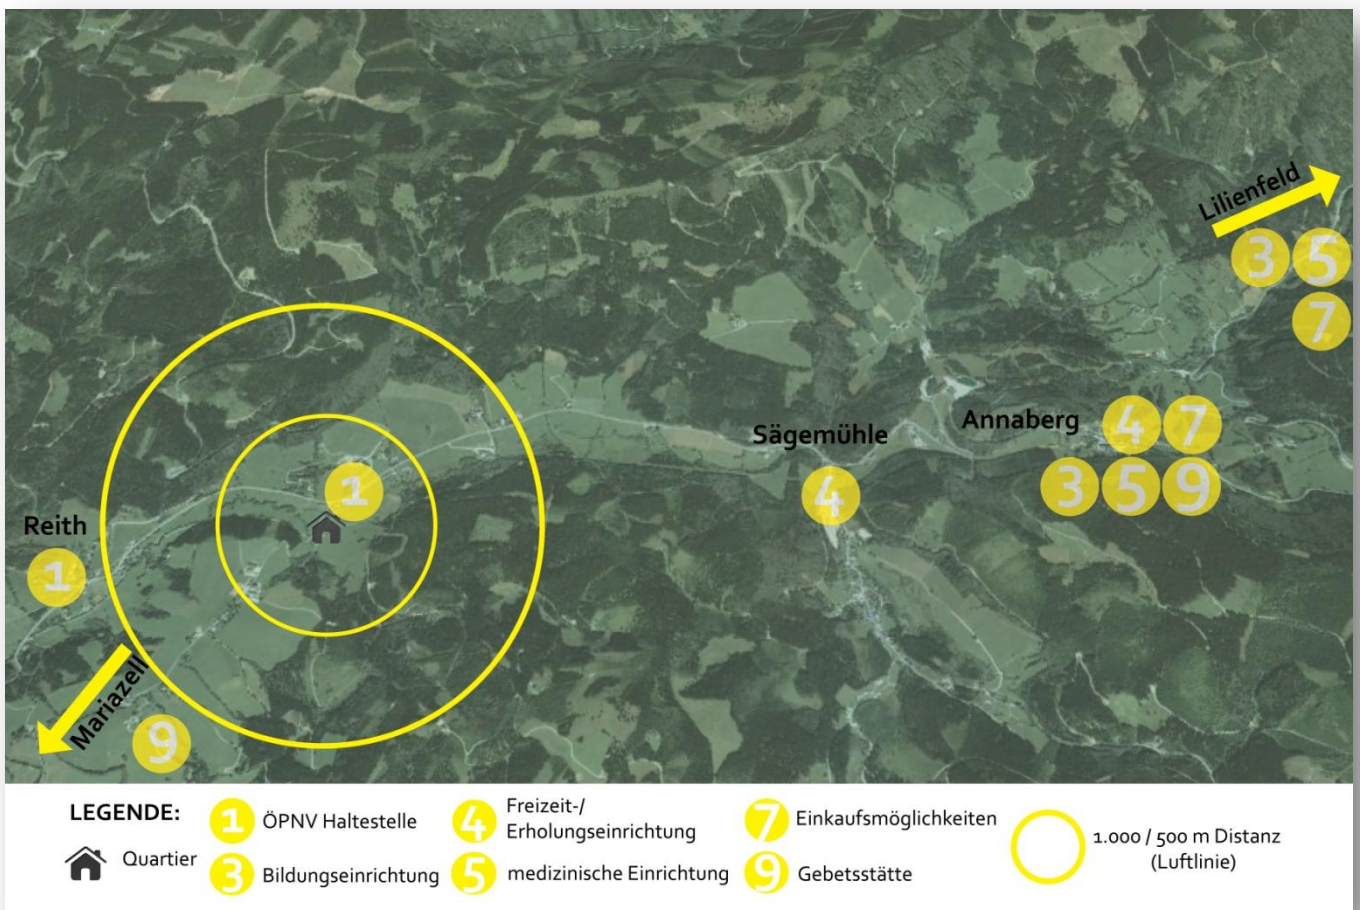 Lilienfeld
3 5
7
Annaberg
4 7
Sägemühle
3 5 9
4
1
Reith
1
Mariazell
9
LEGENDE:
Quartier
1 ÖPNV Haltestelle
3 Bildungseinrichtung
4 Freizeit-/
Erholungseinrichtung
5 medizinische Einrichtung
7 Einkaufsmöglichkeiten
9 Gebetsstätte
1.000 / 500 m Distanz
(Luftlinie)